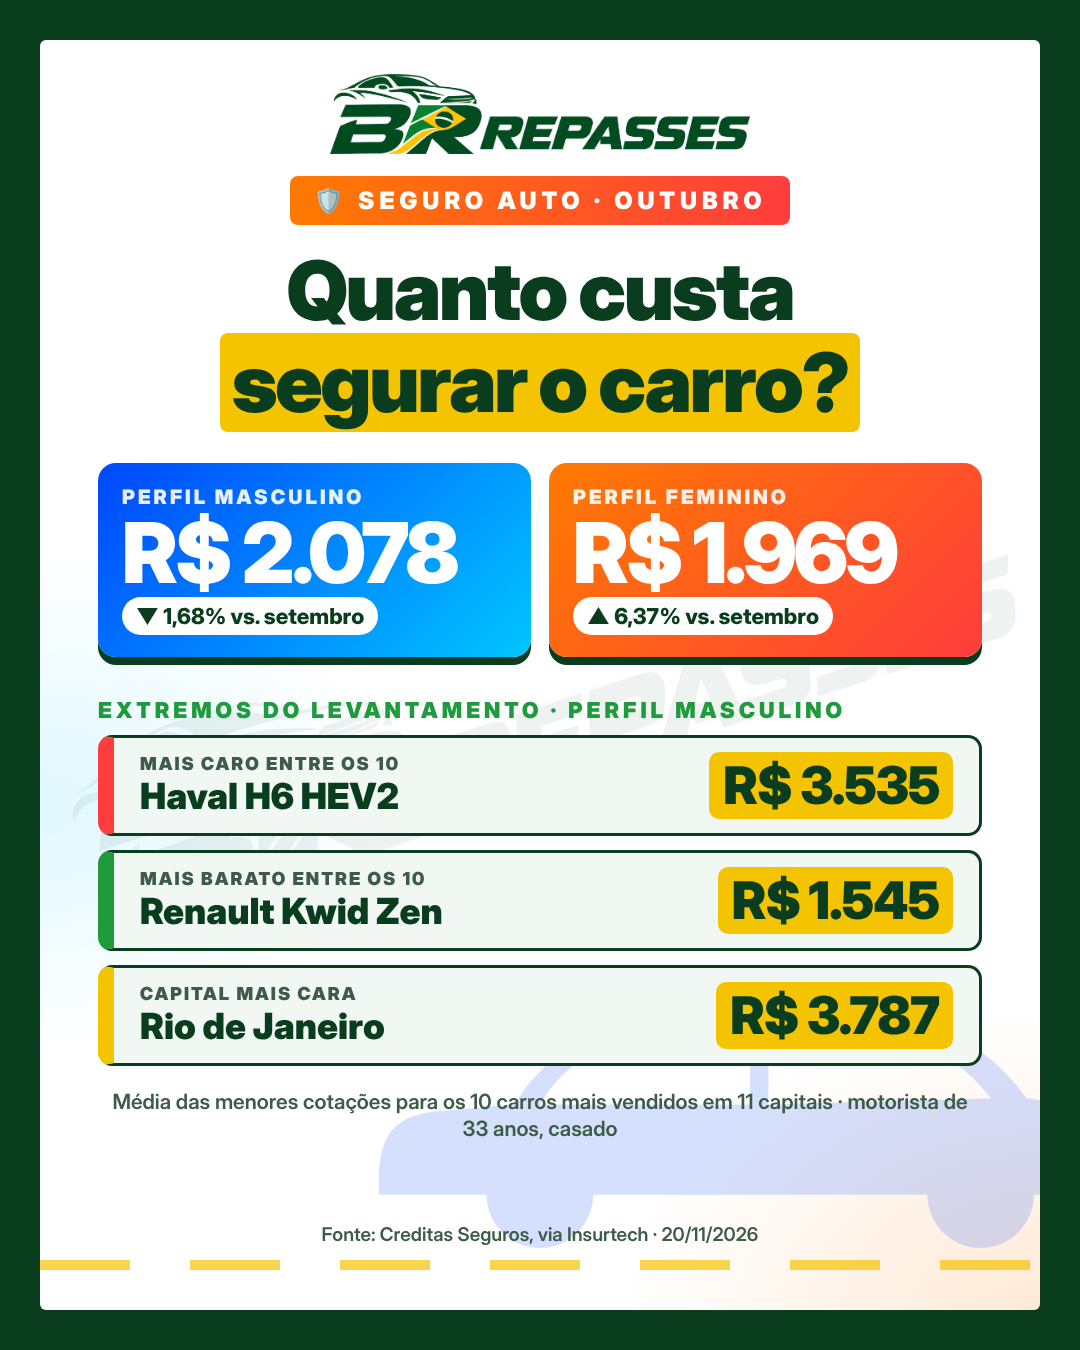 BR REPASSES
SEGURO AUTO · OUTUBRO
Quanto custa
segurar o carro?
PERFIL MASCULINO
R$ 2.078
▼ 1,68% vs. setembro
PERFIL FEMININO
R$ 1.969
▲ 6,37% vs. setembro
EXTREMOS DO LEVANTAMENTO · PERFIL MASCULINO
MAIS CARO ENTRE OS 10
Haval H6 HEV2
R$ 3.535
MAIS BARATO ENTRE OS 10
Renault Kwid Zen
R$ 1.545
CAPITAL MAIS CARA
Rio de Janeiro
R$ 3.787
Média das menores cotações para os 10 carros mais vendidos em 11 capitais · motorista de
33 anos, casado
Fonte: Creditas Seguros, via Insurtech · 20/11/2026